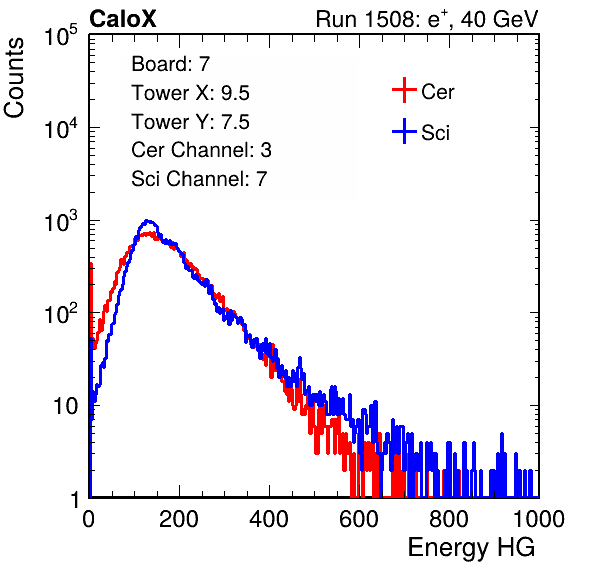 CaloX Run 1508: e⁺, 40 GeV
Counts
Board: 7
Tower X: 9.5
Tower Y: 7.5
Cer Channel: 3
Sci Channel: 7
Cer
Sci
10⁵
10⁴
10³
10²
10
1
0 200 400 600 800 1000
Energy HG